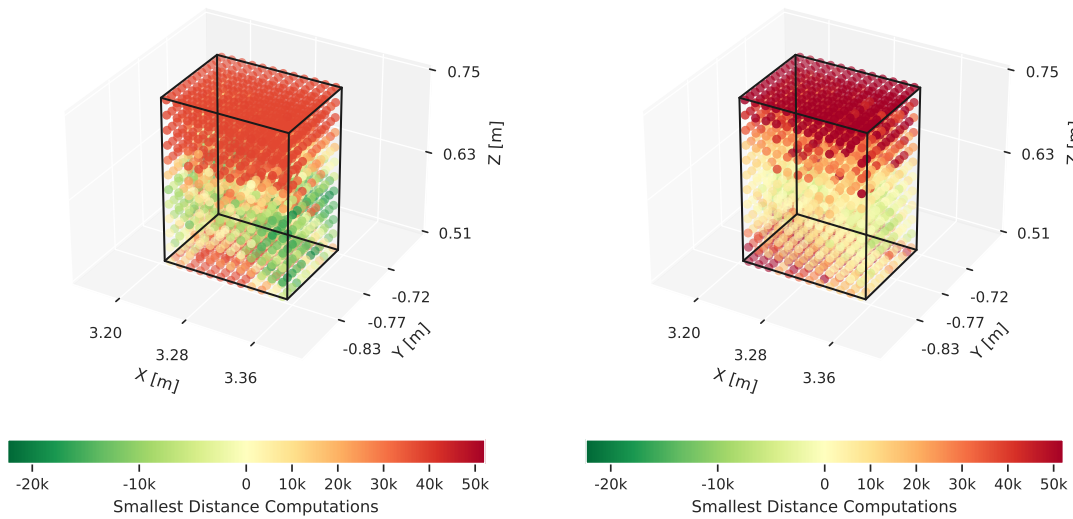 0.75
0.63
0.51
Z [m]
-0.72
-0.77
-0.83
Y [m]
3.20
3.28
3.36
X [m]
-20k -10k 0 10k 20k 30k 40k 50k
Smallest Distance Computations
0.75
0.63
0.51
Z [m]
-0.72
-0.77
-0.83
Y [m]
3.20
3.28
3.36
X [m]
-20k -10k 0 10k 20k 30k 40k 50k
Smallest Distance Computations